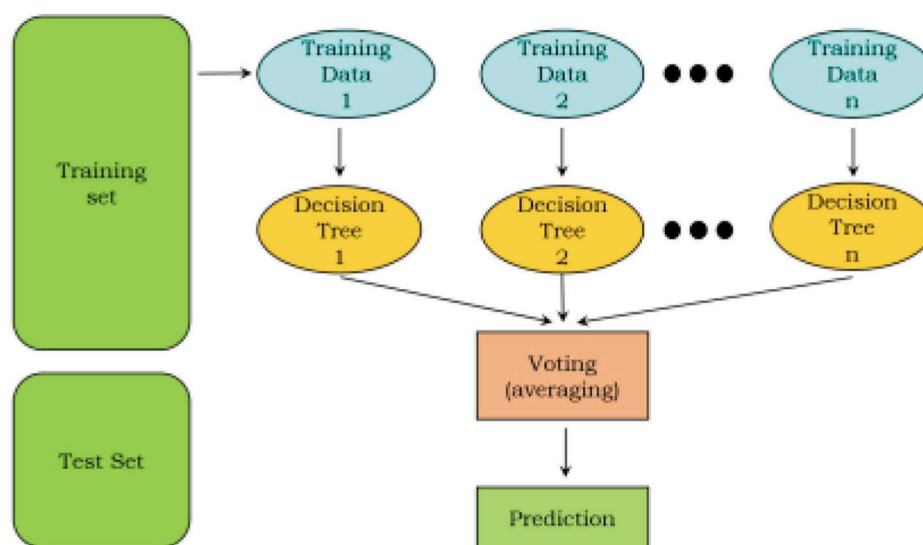 Training
set
Training
Data
1
Training
Data
2
Training
Data
n
Decision
Tree
1
Decision
Tree
2
Decision
Tree
n
Voting
(averaging)
Test Set
Prediction